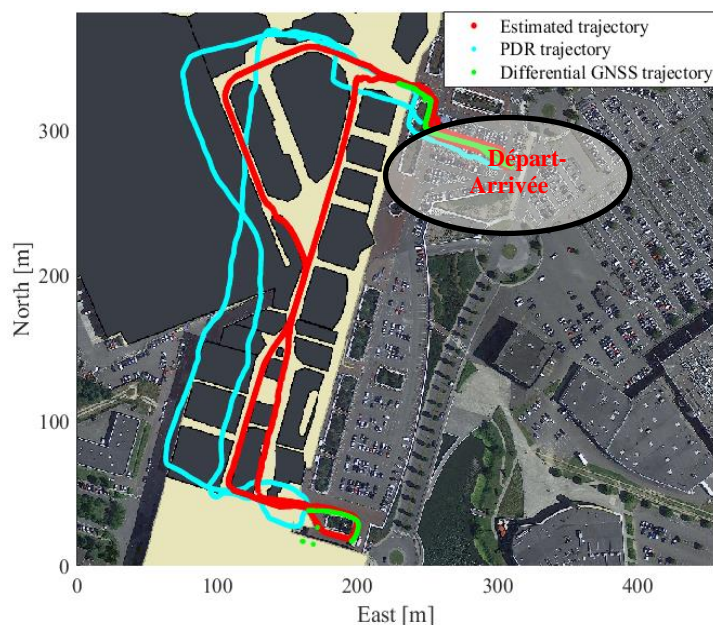 Estimated trajectory
PDR trajectory
Differential GNSS trajectory
Départ-
Arrivée
North [m]
300
200
100
0
0
100
200
300
400
East [m]